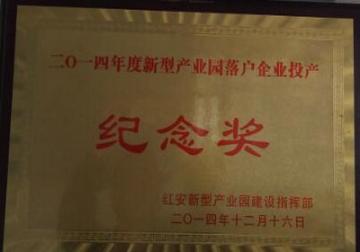 二〇一四年度新型产业园落户企业投产
纪念奖
红安新型产业园建设指挥部
二〇一四年十二月十六日